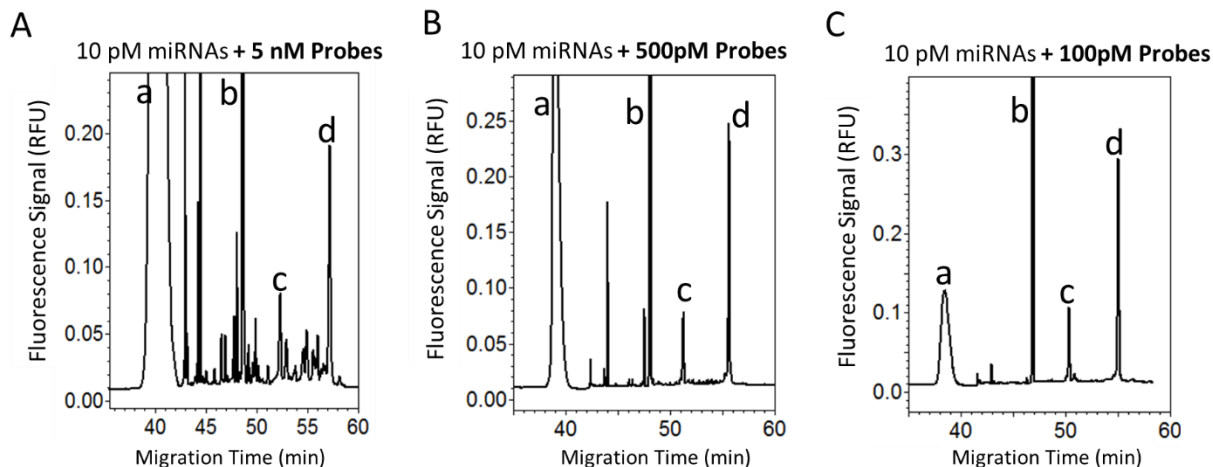 A
10 pM miRNAs + 5 nM Probes
Fluorescence Signal (RFU)
0.20
0.15
0.10
0.05
0.00
a
b
c
d
40
45
50
55
60
Migration Time (min)
B
10 pM miRNAs + 500pM Probes
Fluorescence Signal (RFU)
0.25
0.20
0.15
0.10
0.05
0.00
a
b
c
d
40
50
60
Migration Time (min)
C
10 pM miRNAs + 100pM Probes
Fluorescence Signal (RFU)
0.3
0.2
0.1
0.0
a
b
c
d
40
50
60
Migration Time (min)